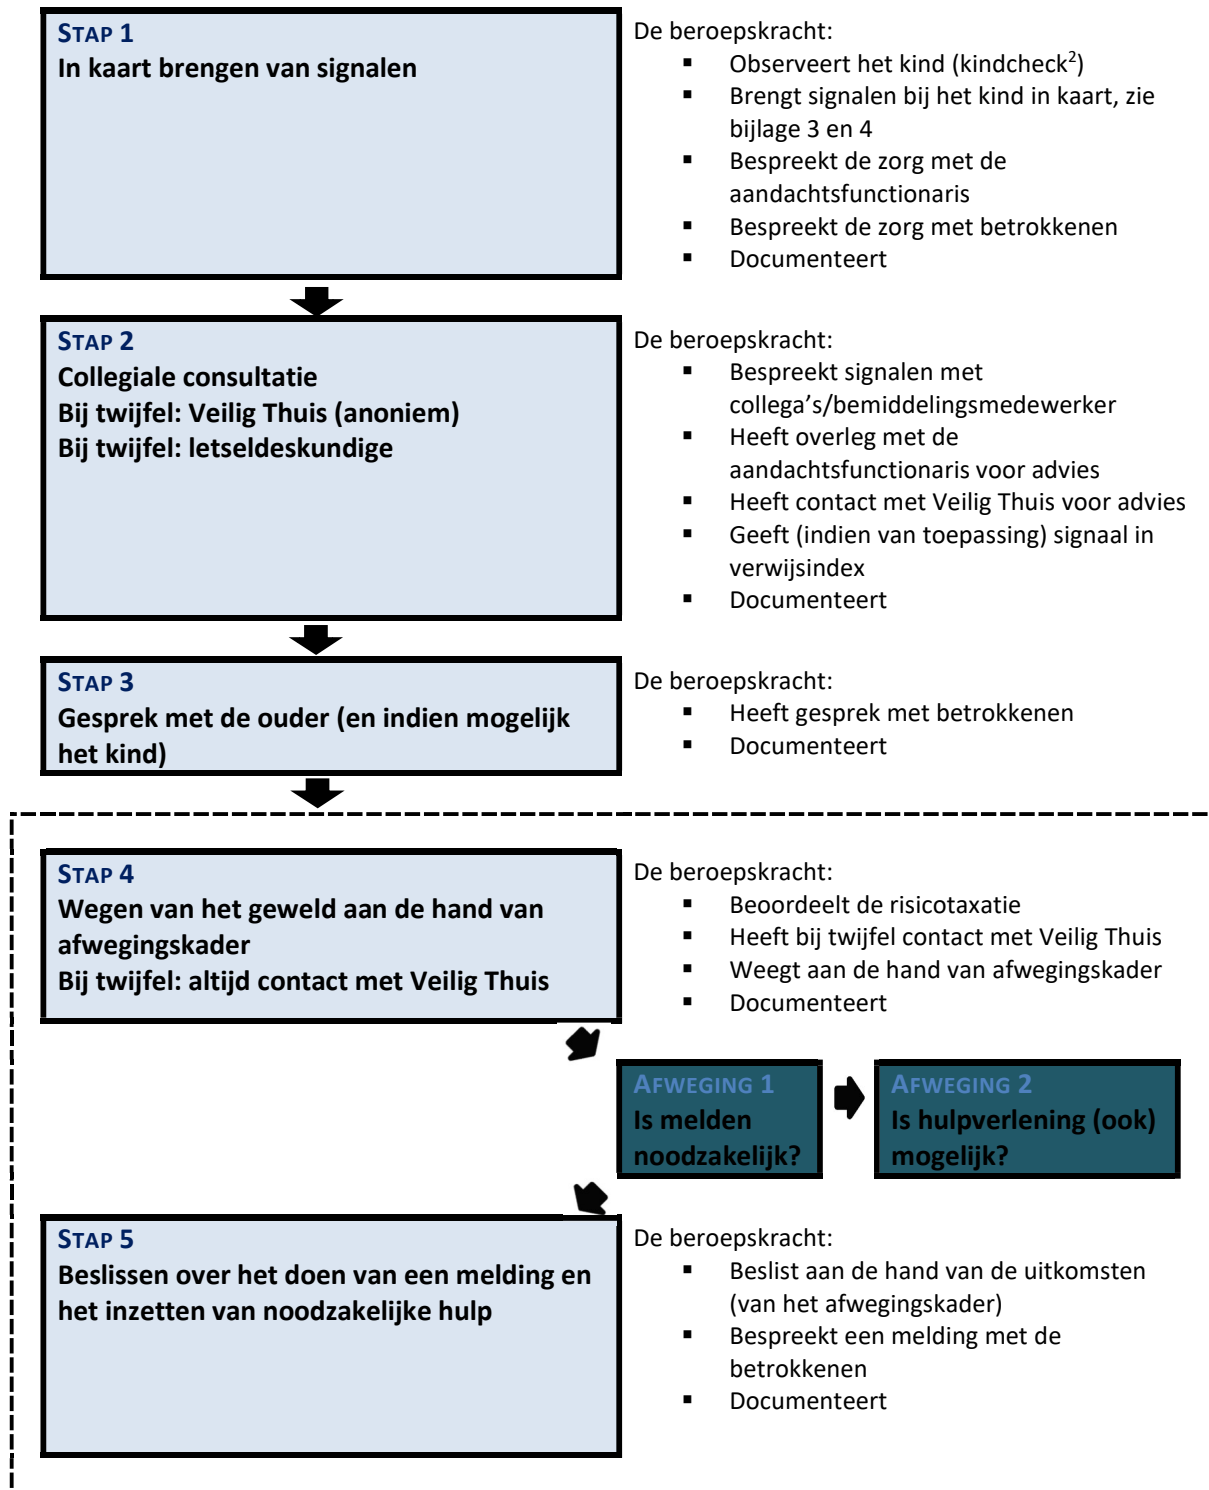 STAP 1
In kaart brengen van signalen
De beroepskracht:
▪ Observeert het kind (kindcheck²)
▪ Brengt signalen bij het kind in kaart, zie
bijlage 3 en 4
▪ Bespreekt de zorg met de
aandachtsfunctionaris
▪ Bespreekt de zorg met betrokkenen
▪ Documenteert
STAP 2
Collegiale consultatie
Bij twijfel: Veilig Thuis (anoniem)
Bij twijfel: letseldeskundige
De beroepskracht:
▪ Bespreekt signalen met
collega’s/bemiddelingsmedewerker
▪ Heeft overleg met de
aandachtsfunctionaris voor advies
▪ Heeft contact met Veilig Thuis voor advies
▪ Geeft (indien van toepassing) signaal in
verwijsindex
▪ Documenteert
STAP 3
Gesprek met de ouder (en indien mogelijk
het kind)
De beroepskracht:
▪ Heeft gesprek met betrokkenen
▪ Documenteert
STAP 4
Wegen van het geweld aan de hand van
afwegingskader
Bij twijfel: altijd contact met Veilig Thuis
De beroepskracht:
▪ Beoordeelt de risicotaxatie
▪ Heeft bij twijfel contact met Veilig Thuis
▪ Weegt aan de hand van afwegingskader
▪ Documenteert
AFWEGING 1
Is melden
noodzakelijk?
AFWEGING 2
Is hulpverlening (ook)
mogelijk?
STAP 5
Beslissen over het doen van een melding en
het inzetten van noodzakelijke hulp
De beroepskracht:
▪ Beslist aan de hand van de uitkomsten
(van het afwegingskader)
▪ Bespreekt een melding met de
betrokkenen
▪ Documenteert